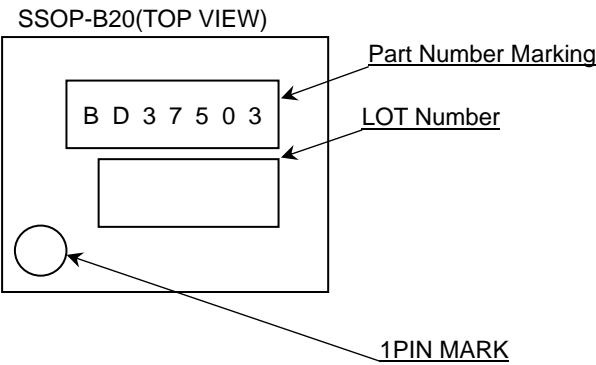 SSOP-B20(TOP VIEW)
Part Number Marking
B D 3 7 5 0 3
LOT Number
1PIN MARK